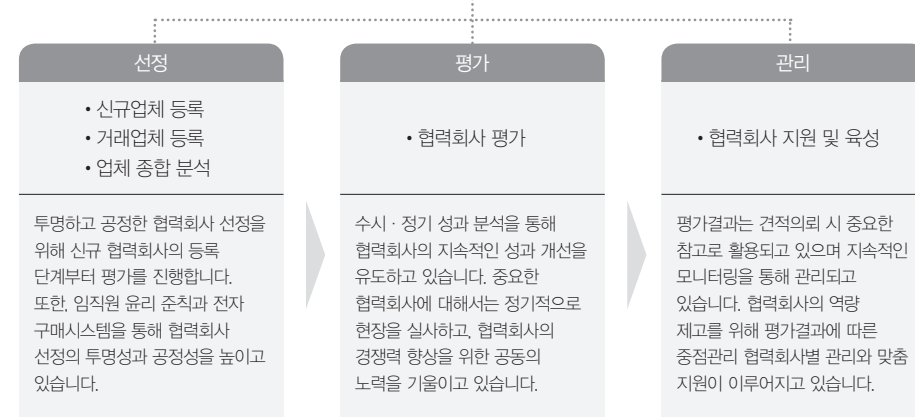 선정
• 신규업체 등록
• 거래업체 등록
• 업체 종합 분석
투명하고 공정한 협력회사 선정을
위해 신규 협력회사의 등록
단계부터 평가를 진행합니다.
또한, 임직원 윤리 준칙과 전자
구매시스템을 통해 협력회사
선정의 투명성과 공정성을 높이고
있습니다.
평가
• 협력회사 평가
수시 · 정기 성과 분석을 통해
협력회사의 지속적인 성과 개선을
유도하고 있습니다. 중요한
협력회사에 대해서는 정기적으로
현장을 실사하고, 협력회사의
경쟁력 향상을 위한 공동의
노력을 기울이고 있습니다.
관리
• 협력회사 지원 및 육성
평가결과는 견적의뢰 시 중요한
참고로 활용되고 있으며 지속적인
모니터링을 통해 관리되고
있습니다. 협력회사의 역량
제고를 위해 평가결과에 따른
중점관리 협력회사별 관리와 맞춤
지원이 이루어지고 있습니다.